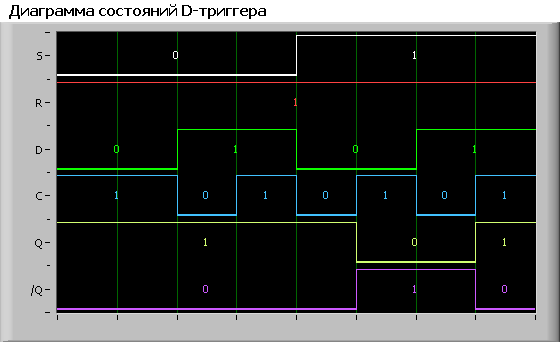 Диаграмма состояний D-триггера
S 0 1
R 1
D 0 1 0 1
C 1 0 1 0 1 0 1
Q 1 0 1
/Q 0 1 0